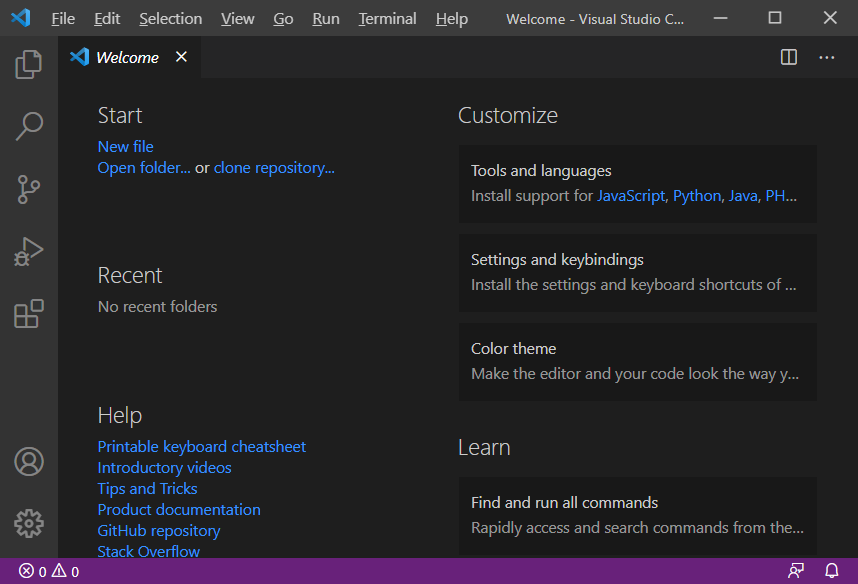 File Edit Selection View Go Run Terminal Help Welcome - Visual Studio C...
Welcome
Start
New file
Open folder... or clone repository...
Recent
No recent folders
Help
Printable keyboard cheatsheet
Introductory videos
Tips and Tricks
Product documentation
GitHub repository
Stack Overflow
Customize
Tools and languages
Install support for JavaScript, Python, Java, PH...
Settings and keybindings
Install the settings and keyboard shortcuts of ...
Color theme
Make the editor and your code look the way y...
Learn
Find and run all commands
Rapidly access and search commands from the...
0 0